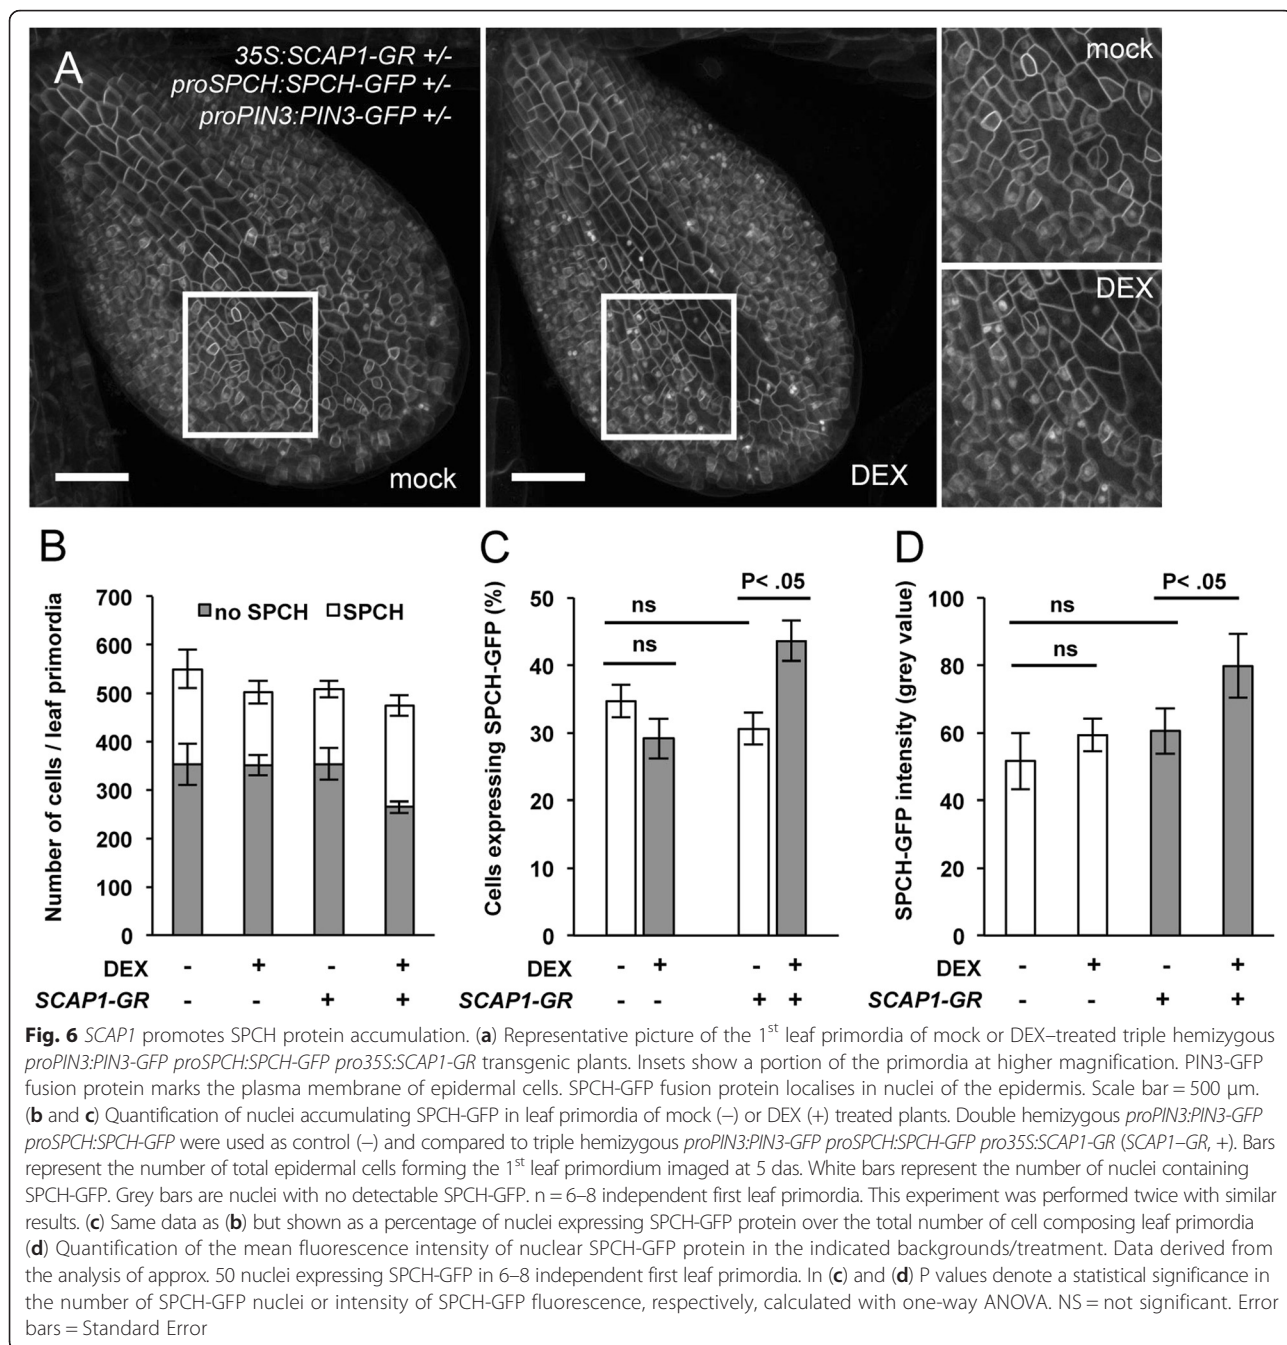 A
35S:SCAP1-GR +/-
proSPCH:SPCH-GFP +/-
proPIN3:PIN3-GFP +/-
mock
DEX
mock
DEX
B
Number of cells / leaf primordia
700
600
500
400
300
200
100
0
no SPCH SPCH
DEX - + - +
SCAP1-GR - - + +
C
Cells expressing SPCH-GFP (%)
50
40
30
20
10
0
ns
ns
P< .05
DEX - + - +
SCAP1-GR - - + +
D
SPCH-GFP intensity (grey value)
100
80
60
40
20
0
ns
ns
P< .05
DEX - + - +
SCAP1-GR - - + +
Fig. 6 SCAP1 promotes SPCH protein accumulation. (a) Representative picture of the 1st leaf primordia of mock or DEX–treated triple hemizygous
proPIN3:PIN3-GFP proSPCH:SPCH-GFP pro35S:SCAP1-GR transgenic plants. Insets show a portion of the primordia at higher magnification. PIN3-GFP
fusion protein marks the plasma membrane of epidermal cells. SPCH-GFP fusion protein localises in nuclei of the epidermis. Scale bar = 500 μm.
(b and c) Quantification of nuclei accumulating SPCH-GFP in leaf primordia of mock (−) or DEX (+) treated plants. Double hemizygous proPIN3:PIN3-GFP
proSPCH:SPCH-GFP were used as control (−) and compared to triple hemizygous proPIN3:PIN3-GFP proSPCH:SPCH-GFP pro35S:SCAP1-GR (SCAP1–GR, +). Bars
represent the number of total epidermal cells forming the 1st leaf primordium imaged at 5 das. White bars represent the number of nuclei containing
SPCH-GFP. Grey bars are nuclei with no detectable SPCH-GFP. n = 6–8 independent first leaf primordia. This experiment was performed twice with similar
results. (c) Same data as (b) but shown as a percentage of nuclei expressing SPCH-GFP protein over the total number of cell composing leaf primordia
(d) Quantification of the mean fluorescence intensity of nuclear SPCH-GFP protein in the indicated backgrounds/treatment. Data derived from
the analysis of approx. 50 nuclei expressing SPCH-GFP in 6–8 independent first leaf primordia. In (c) and (d) P values denote a statistical significance in
the number of SPCH-GFP nuclei or intensity of SPCH-GFP fluorescence, respectively, calculated with one-way ANOVA. NS = not significant. Error
bars = Standard Error